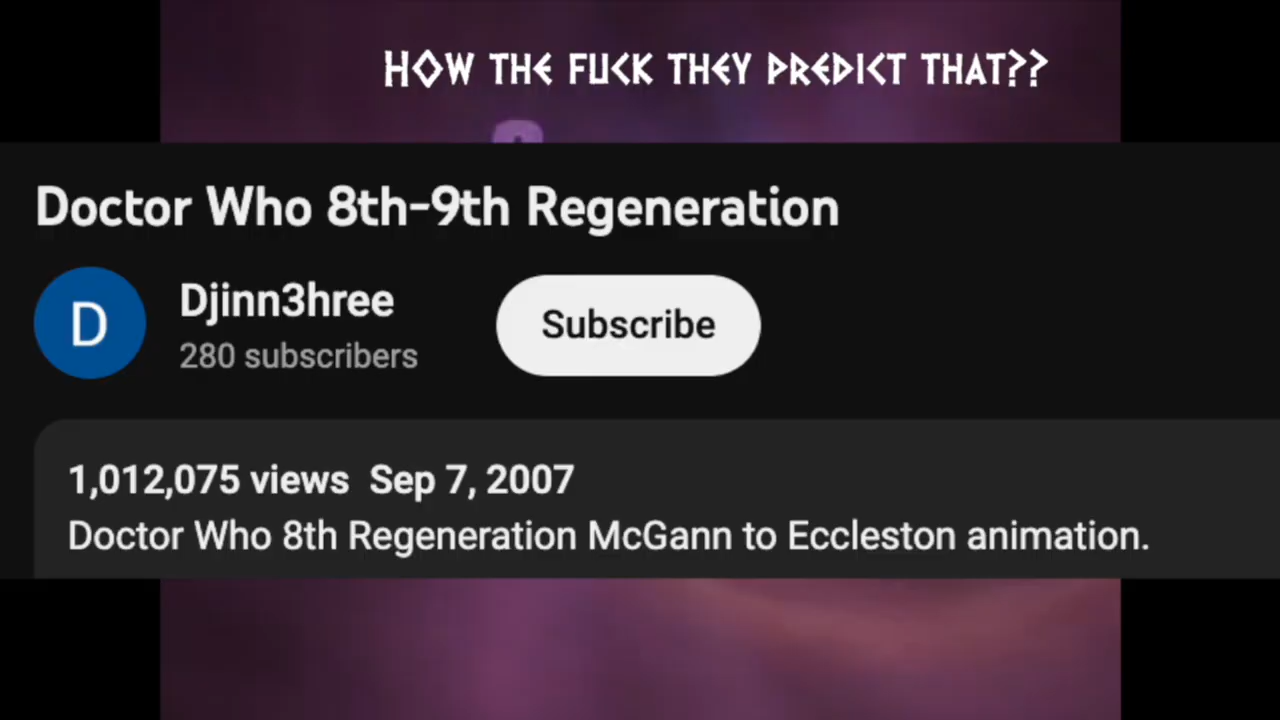 HOW THE FUCK THEY PREDICT THAT??
Doctor Who 8th-9th Regeneration
D
Djinn3hree
280 subscribers
Subscribe
1,012,075 views Sep 7, 2007
Doctor Who 8th Regeneration McGann to Eccleston animation.